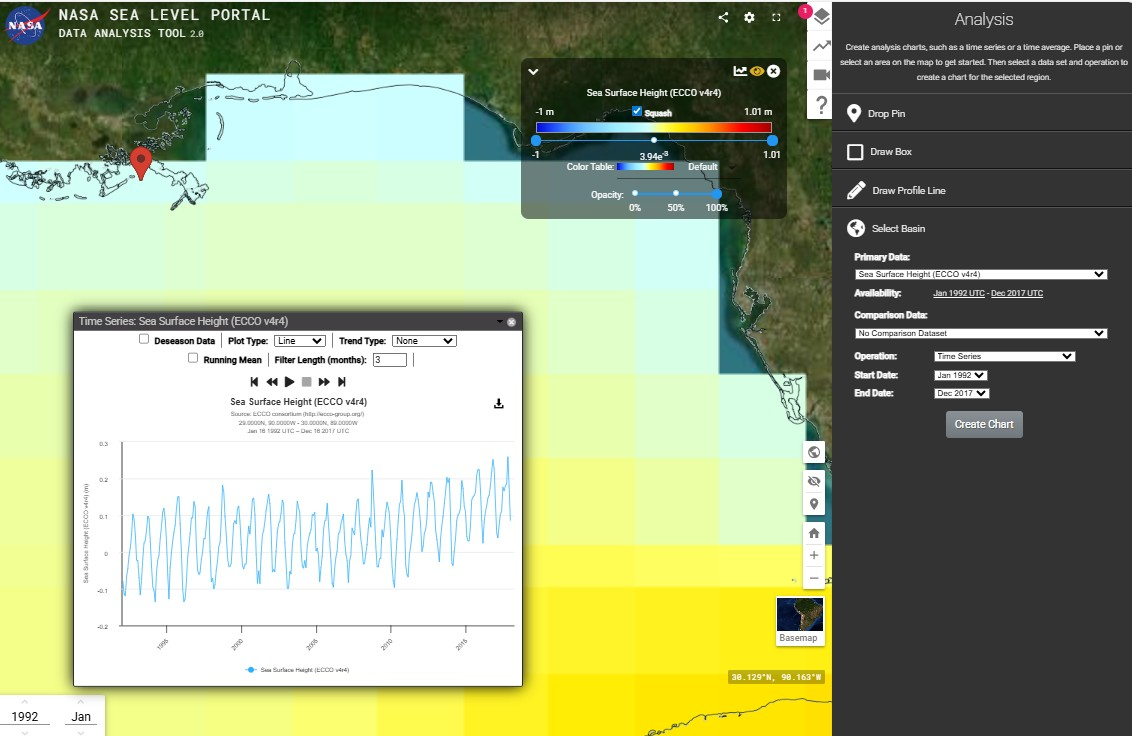 NASA
NASA SEA LEVEL PORTAL
DATA ANALYSIS TOOL 2.0
1
Sea Surface Height (ECCO v4r4)
-1 m
Squash
1.01 m
-1
3.94e-3
1.01
Color Table:
Default
Opacity:
0%
50%
100%
Analysis
Create analysis charts, such as a time series or a time average. Place a pin or
select an area on the map to get started. Then select a data set and operation to
create a chart for the selected region.
Drop Pin
Draw Box
Draw Profile Line
Select Basin
Primary Data:
Sea Surface Height (ECCO v4r4)
Availability: Jan 1992 UTC - Dec 2017 UTC
Comparison Data:
No Comparison Dataset
Operation: Time Series
Start Date: Jan 1992
End Date: Dec 2017
Create Chart
Time Series: Sea Surface Height (ECCO v4r4)
Deseason Data Plot Type: Line Trend Type: None
Running Mean Filter Length (months): 3
Sea Surface Height (ECCO v4r4)
Source: ECCO consortium (http://ecco-group.org/)
29.0000N, 90.0000W - 30.0000N, 89.0000W
Jan 16 1992 UTC – Dec 16 2017 UTC
Sea Surface Height (ECCO v4r4) (m)
0.3
0.2
0.1
0
-0.1
-0.2
1995
2000
2005
2010
2015
Sea Surface Height (ECCO v4r4)
Basemap
30.129°N, 90.163°W
1992
Jan